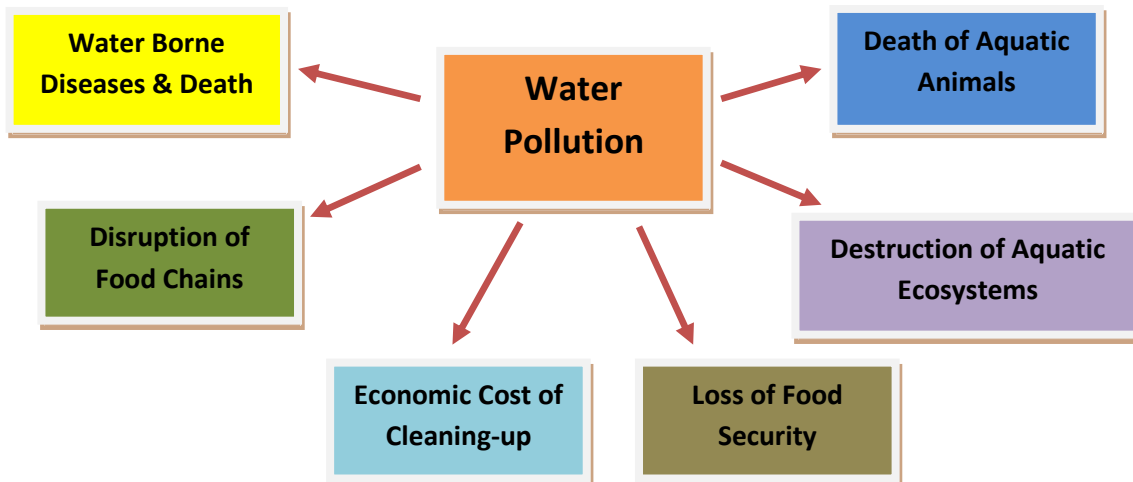 Water
Pollution
Water Borne
Diseases & Death
Death of Aquatic
Animals
Disruption of
Food Chains
Destruction of Aquatic
Ecosystems
Economic Cost of
Cleaning-up
Loss of Food
Security